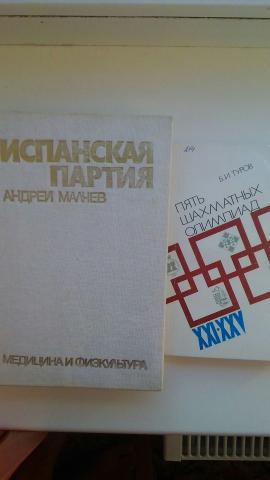 ИСПАНСКАЯ
ПАРТИЯ
АНДРЕЙ МАЛЧЕВ
МЕДИЦИНА И ФИЗКУЛЬТУРА
Б.И. ГУРОВ
ПЯТЬ
ШАХМАТНЫХ
ОЛИМПИАД
XXI-XXV